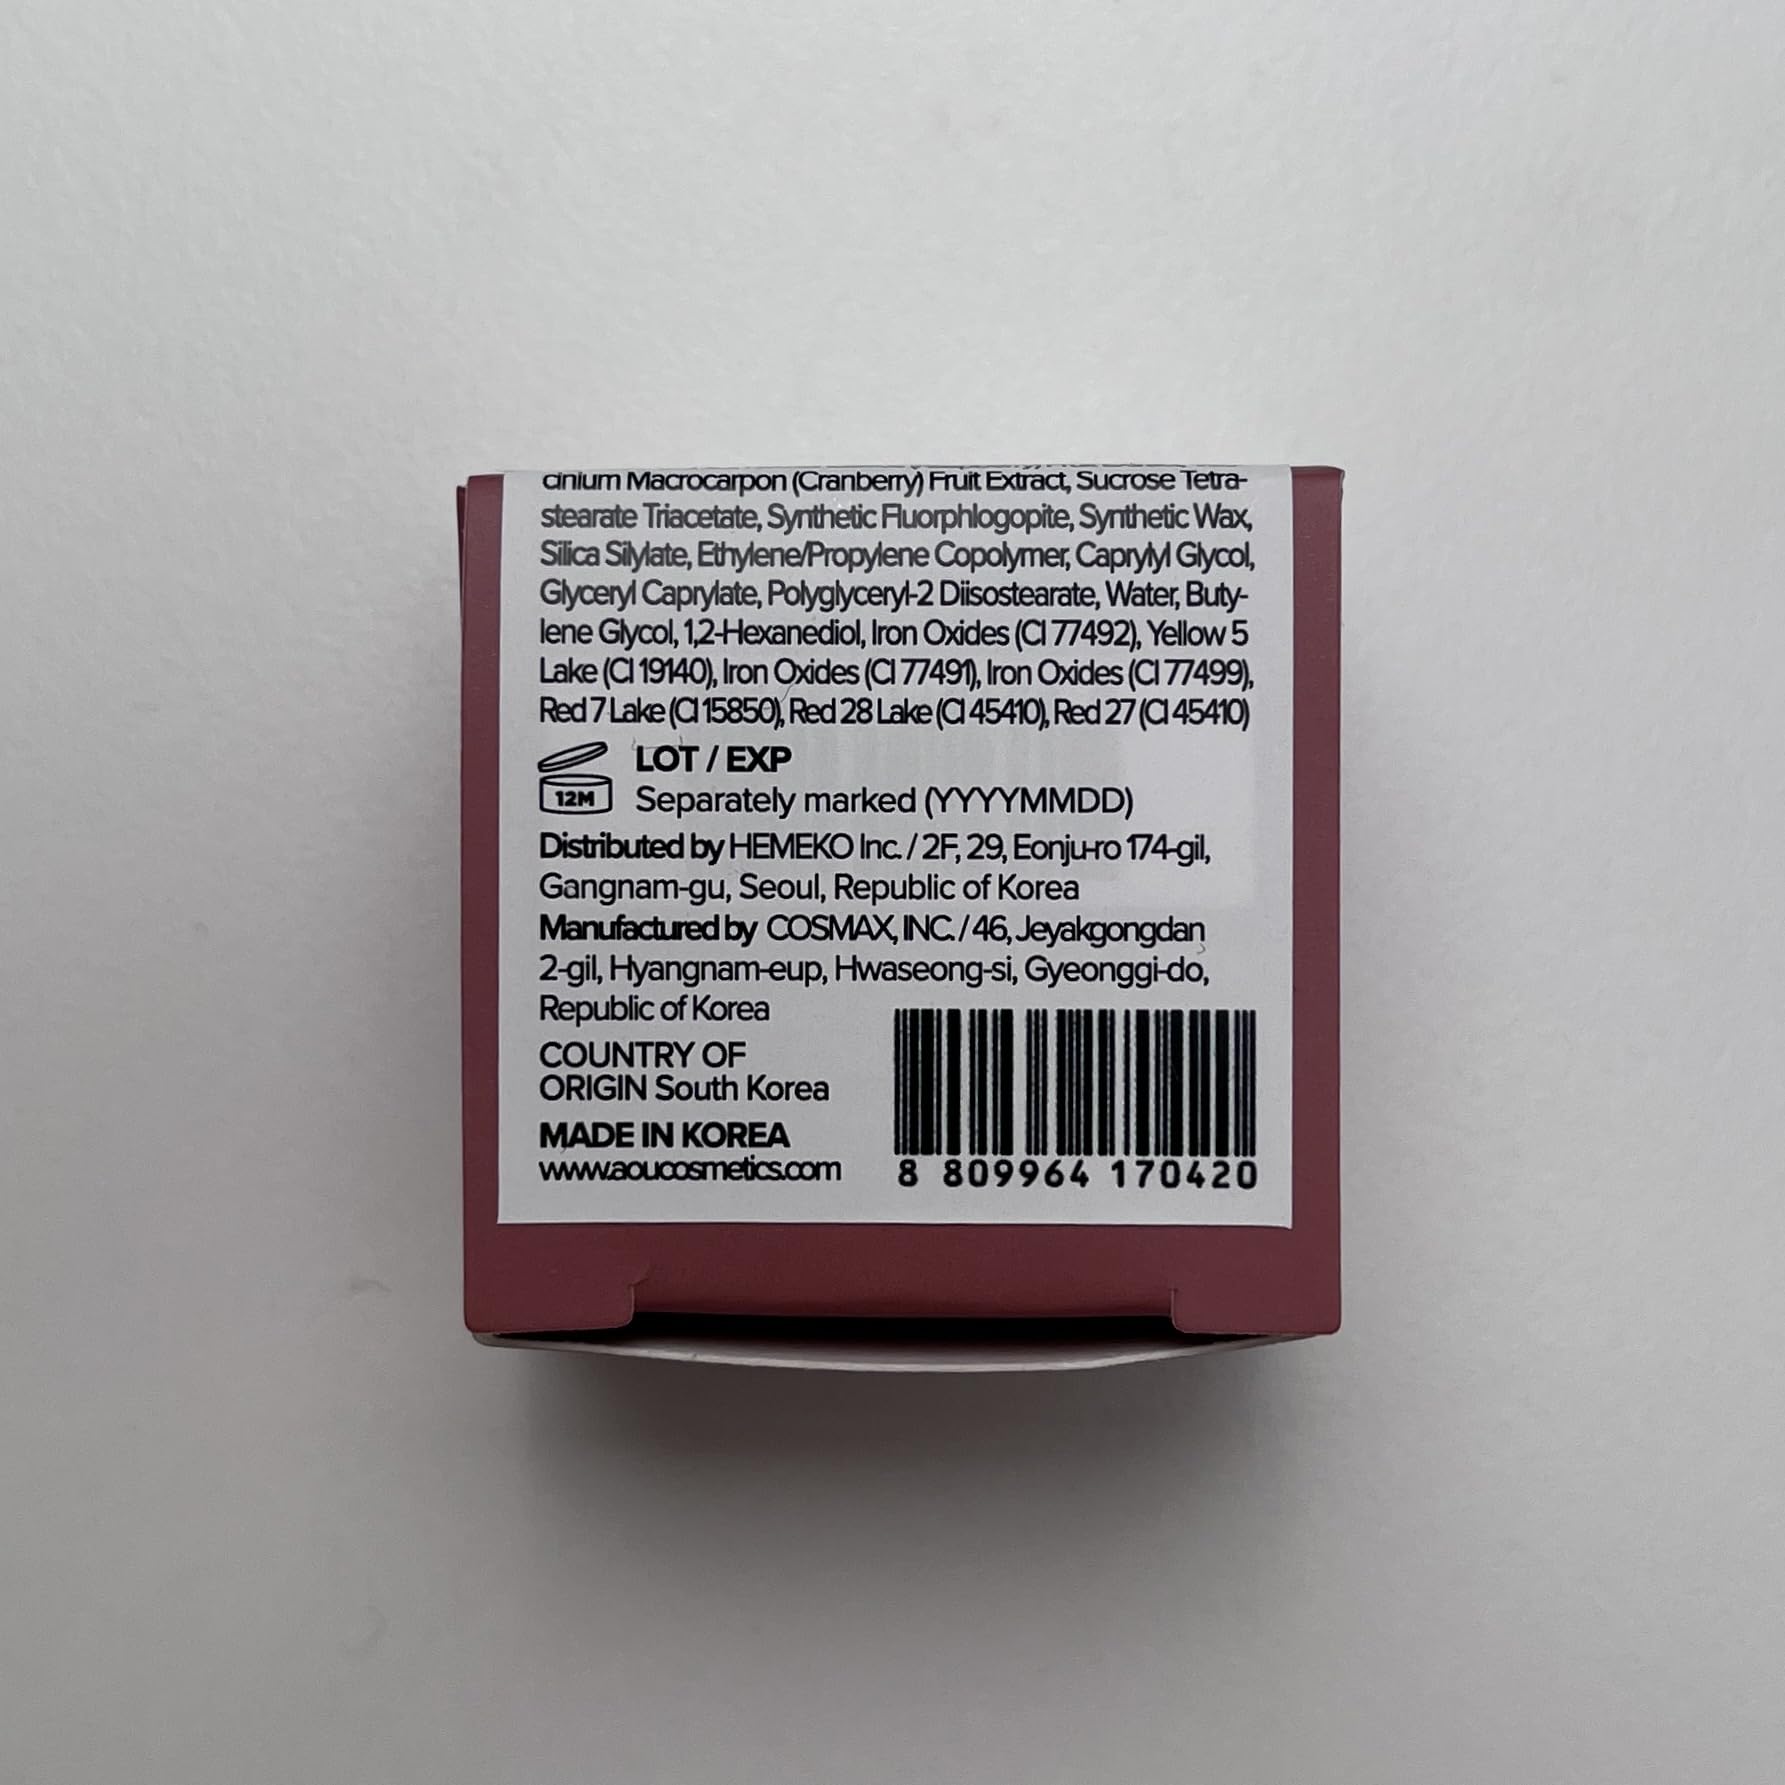 cinium Macrocarpon (Cranberry) Fruit Extract, Sucrose Tetra-
stearate Triacetate, Synthetic Fluorphlogopite, Synthetic Wax,
Silica Silylate, Ethylene/Propylene Copolymer, Caprylyl Glycol,
Glyceryl Caprylate, Polyglyceryl-2 Diisostearate, Water, Buty-
lene Glycol, 1,2-Hexanediol, Iron Oxides (CI 77492), Yellow 5
Lake (CI 19140), Iron Oxides (CI 77491), Iron Oxides (CI 77499),
Red 7 Lake (CI 15850), Red 28 Lake (CI 45410), Red 27 (CI 45410)
LOT / EXP
12M Separately marked (YYYYMMDD)
Distributed by HEMEKO Inc. / 2F, 29, Eonju-ro 174-gil,
Gangnam-gu, Seoul, Republic of Korea
Manufactured by COSMAX, INC. / 46, Jeyakgongdan
2-gil, Hyangnam-eup, Hwaseong-si, Gyeonggi-do,
Republic of Korea
COUNTRY OF
ORIGIN South Korea
MADE IN KOREA
www.aoucosmetics.com
8 809964 170420